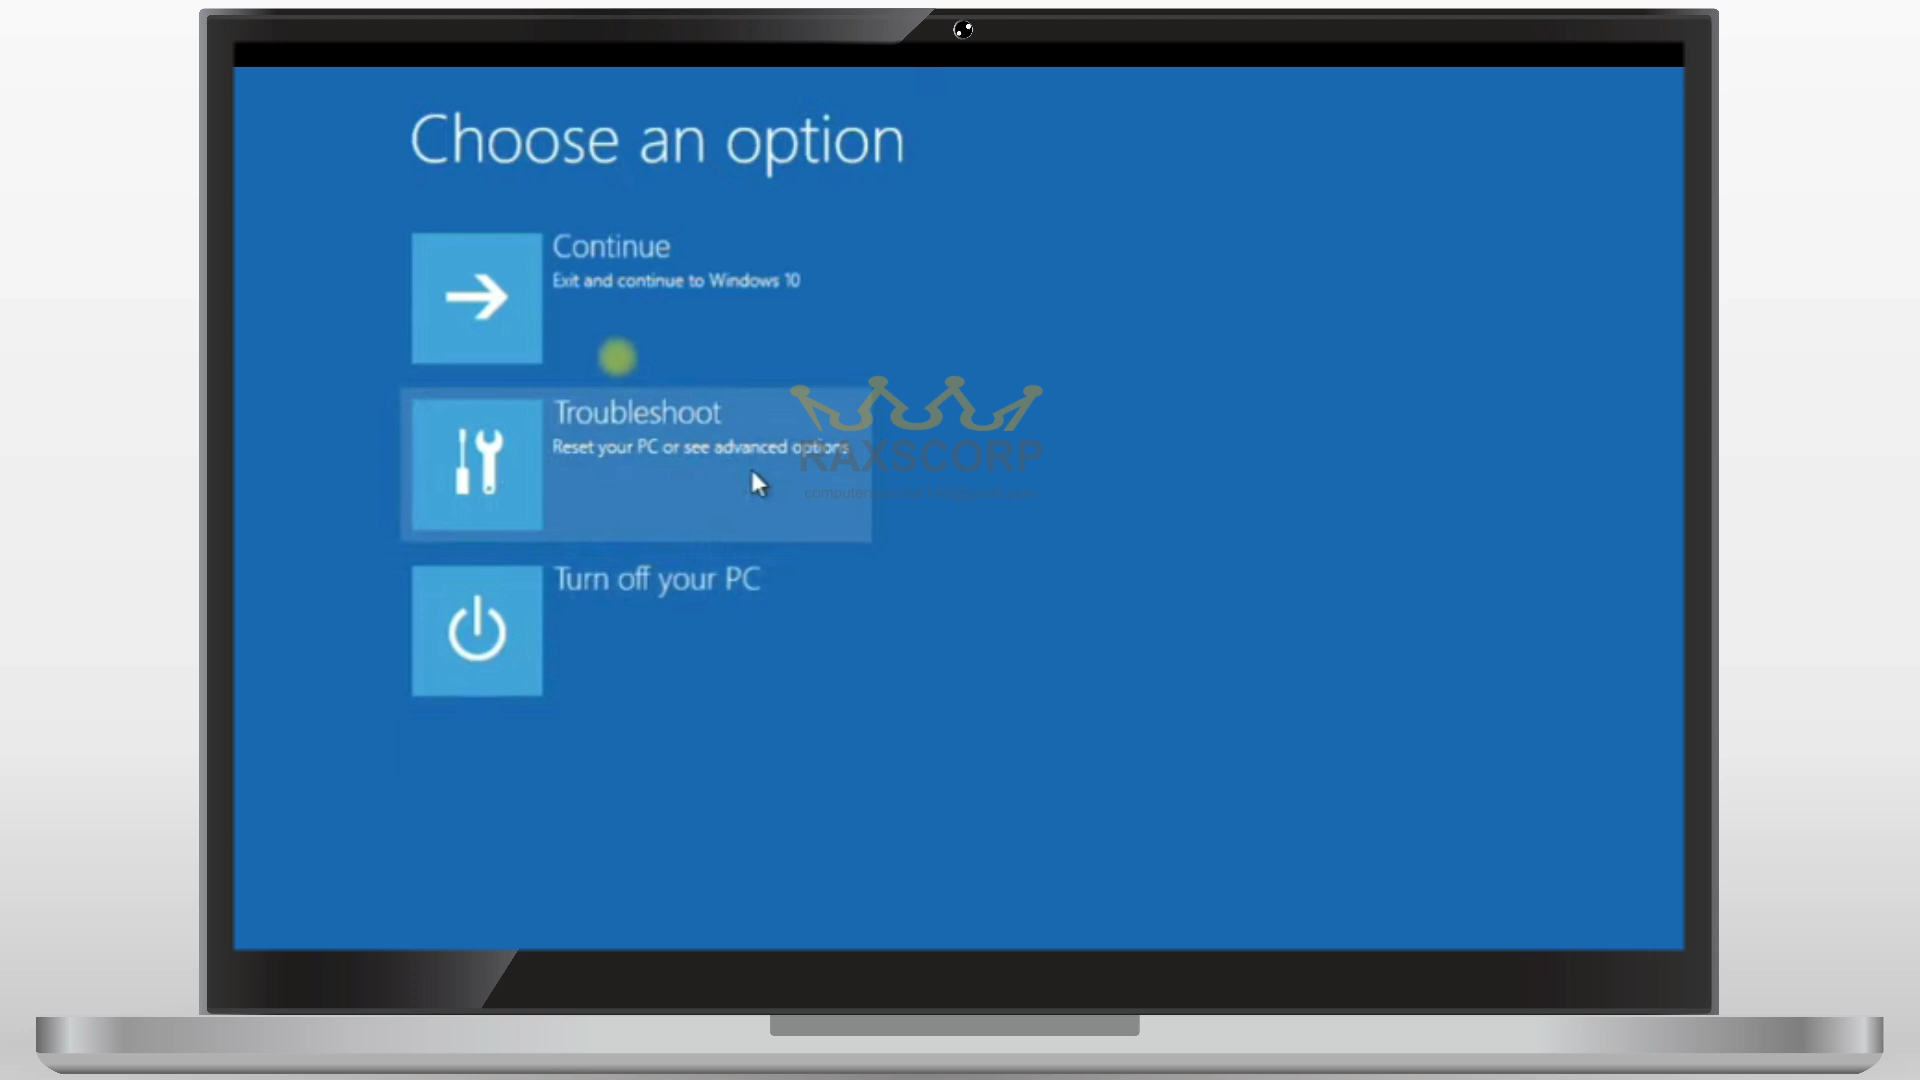 Choose an option
Continue
Exit and continue to Windows 10
Troubleshoot
Reset your PC or see advanced options
RAXSCORP
Turn off your PC